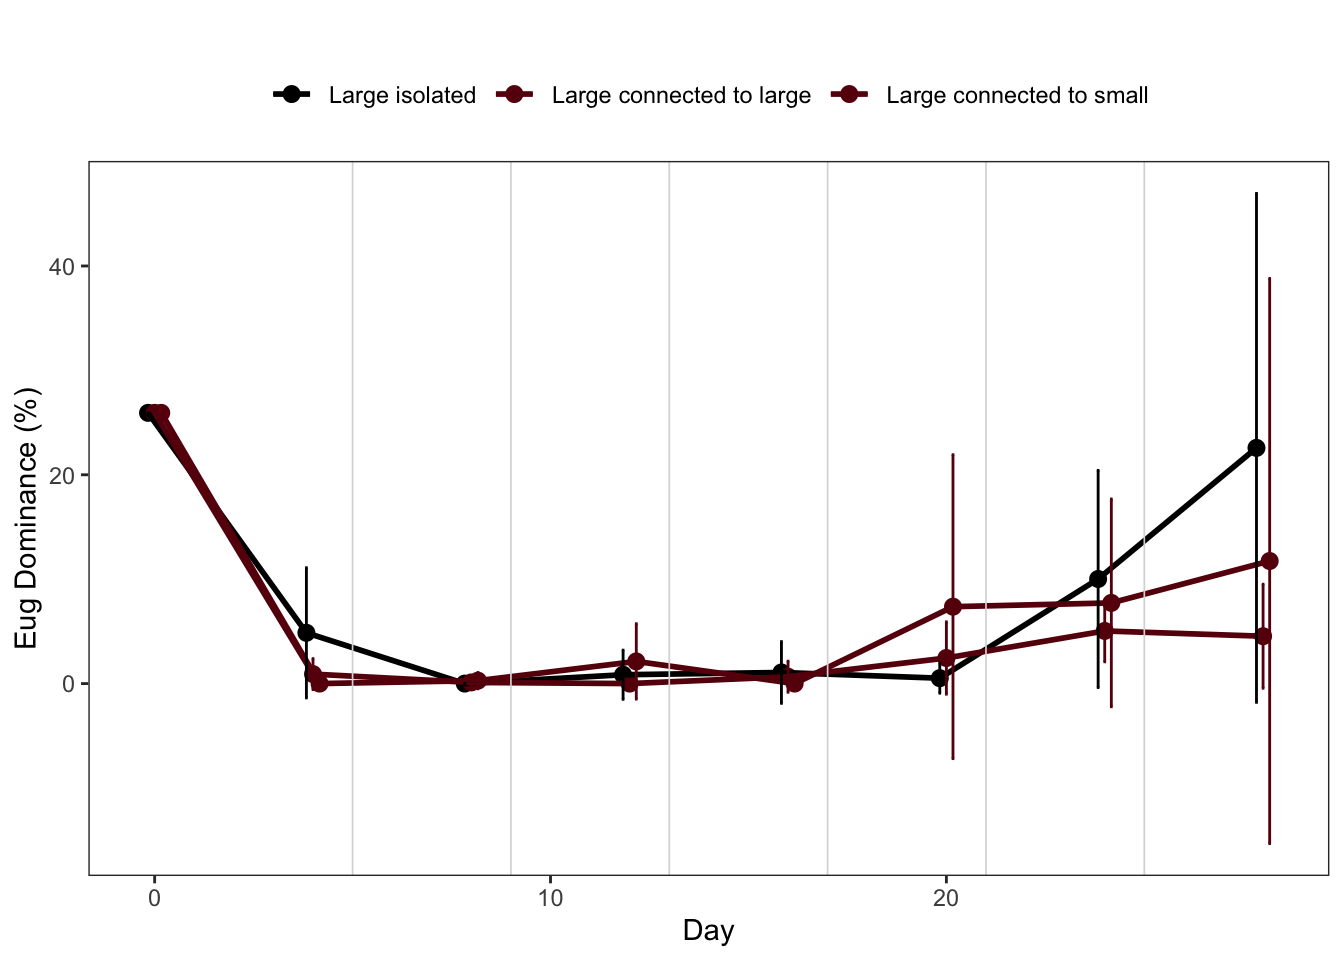 Large isolated Large connected to large Large connected to small
Eug Dominance (%)
40
20
0
0 10 20
Day